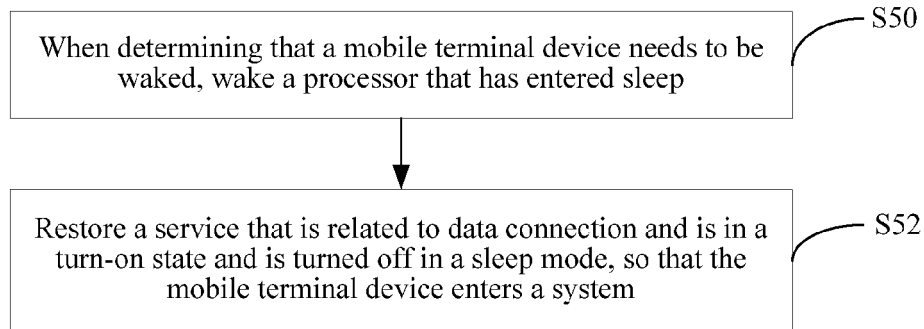 S50
When determining that a mobile terminal device needs to be
waked, wake a processor that has entered sleep
Restore a service that is related to data connection and is in a
turn-on state and is turned off in a sleep mode, so that the
mobile terminal device enters a system
S52